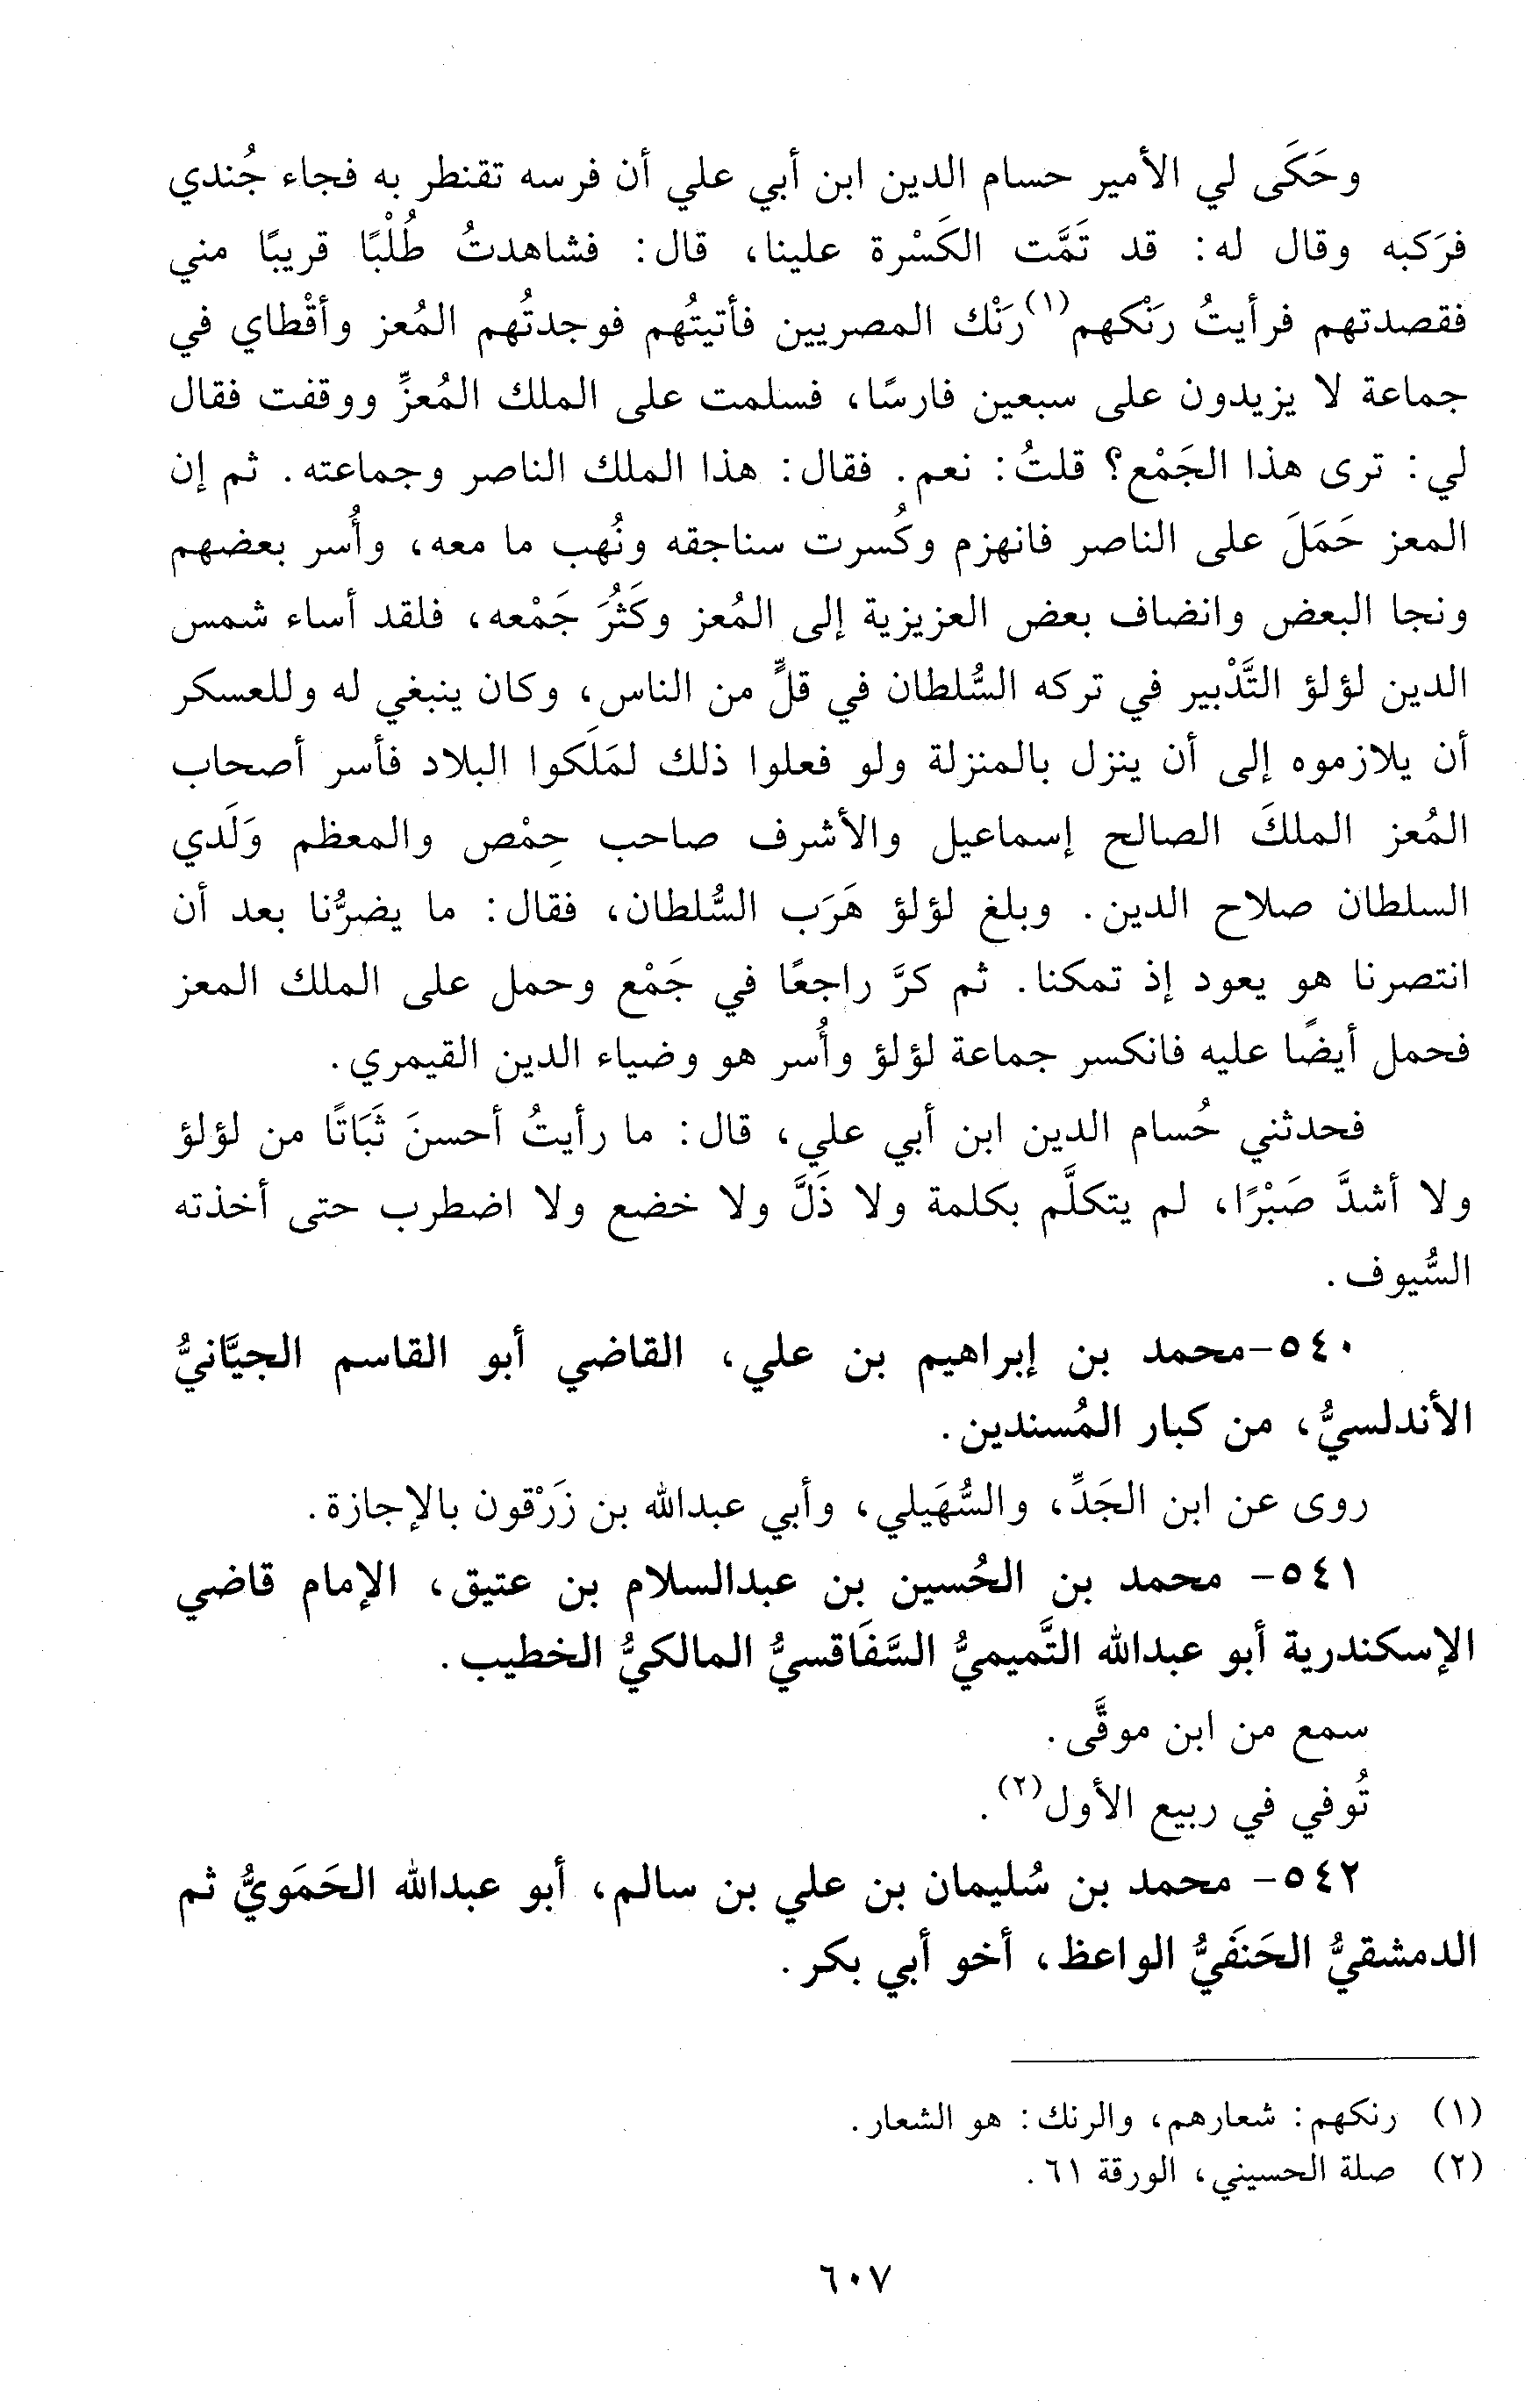 وحَكَى لي الأمير حسام الدين ابن أبي علي أن فرسه تقنطر به فجاء جُندي
فرَكبه وقال له: قد تَمَّت الكَسْرة علينا، قال: فشاهدتُ طُلْبًا قريبًا مني
فقصدتهم فرأيتُ رَنْكهم(١) رَنْك المصريين فأتيتُهم فوجدتُهم المُعز وأقْطاي في
جماعة لا يزيدون على سبعين فارسًا، فسلمت على الملك المُعزِّ ووقفت فقال
لي: ترى هذا الجَمْع؟ قلتُ: نعم. فقال: هذا الملك الناصر وجماعته. ثم إن
المعز حَمَلَ على الناصر فانهزم وكُسرت سناجقه ونُهب ما معه، وأُسر بعضهم
ونجا البعض وانضاف بعض العزيزية إلى المُعز وكَثُرَ جَمْعه، فلقد أساء شمس
الدين لؤلؤ التَّدْبير في تركه السُّلطان في قلٍّ من الناس، وكان ينبغي له وللعسكر
أن يلازموه إلى أن ينزل بالمنزلة ولو فعلوا ذلك لمَلَكوا البلاد فأسر أصحاب
المُعز الملكَ الصالح إسماعيل والأشرف صاحب حِمْص والمعظم وَلَدي
السلطان صلاح الدين. وبلغ لؤلؤ هَرَب السُّلطان، فقال: ما يضرُّنا بعد أن
انتصرنا هو يعود إذ تمكنا. ثم كرَّ راجعًا في جَمْع وحمل على الملك المعز
فحمل أيضًا عليه فانكسر جماعة لؤلؤ وأُسر هو وضياء الدين القيمري.
فحدثني حُسام الدين ابن أبي علي، قال: ما رأيتُ أحسنَ ثَبَاتًا من لؤلؤ
ولا أشدَّ صَبْرًا، لم يتكلَّم بكلمة ولا ذَلَّ ولا خضع ولا اضطرب حتى أخذته
السُّيوف.
٥٤٠-محمد بن إبراهيم بن علي، القاضي أبو القاسم الجيَّانيُّ
الأندلسيُّ، من كبار المُسندين.
روى عن ابن الجَدِّ، والسُّهَيلي، وأبي عبدالله بن زَرْقون بالإجازة.
٥٤١- محمد بن الحُسين بن عبدالسلام بن عتيق، الإمام قاضي
الإسكندرية أبو عبدالله التَّميميُّ السَّفَاقسيُّ المالكيُّ الخطيب.
سمع من ابن موقَّى.
تُوفي في ربيع الأول(٢).
٥٤٢- محمد بن سُليمان بن علي بن سالم، أبو عبدالله الحَمَويُّ ثم
الدمشقيُّ الحَنَفيُّ الواعظ، أخو أبي بكر.
(١) رنكهم: شعارهم، والرنك: هو الشعار.
(٢) صلة الحسيني، الورقة ٦١.
٦٠٧